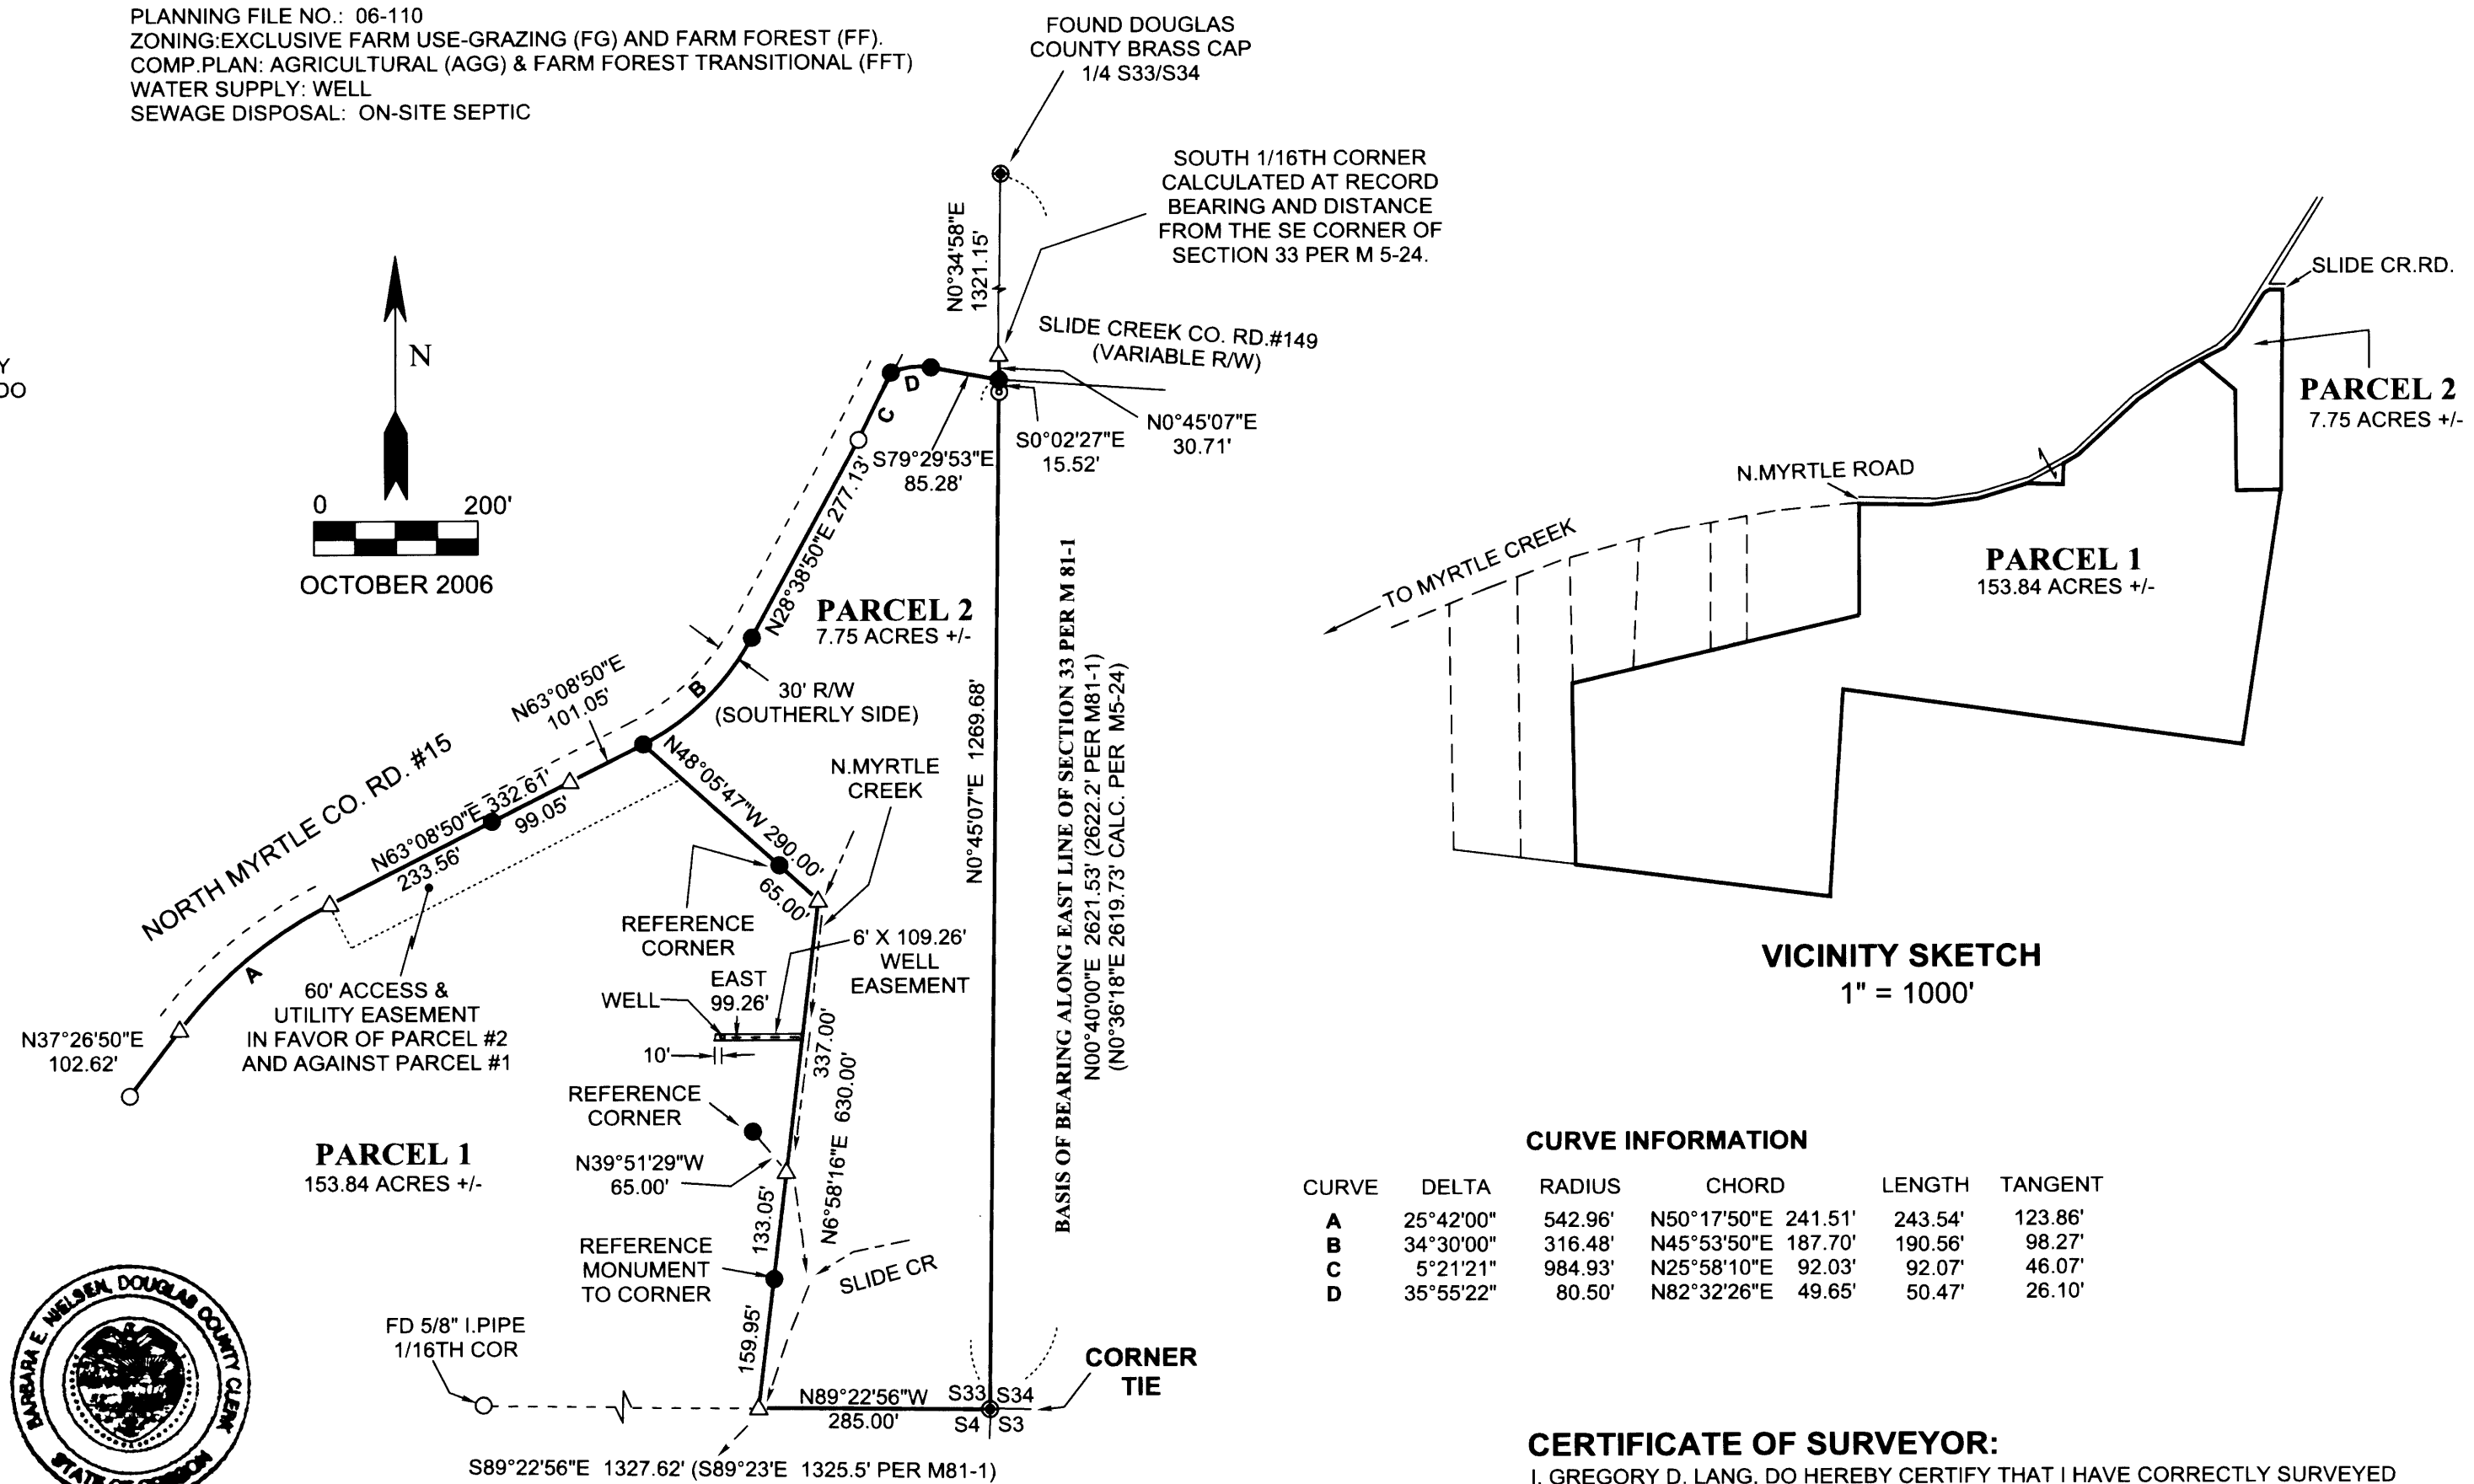 PLANNING FILE NO.: 06-110
ZONING:EXCLUSIVE FARM USE-GRAZING (FG) AND FARM FOREST (FF).
COMP.PLAN: AGRICULTURAL (AGG) & FARM FOREST TRANSITIONAL (FFT)
WATER SUPPLY: WELL
SEWAGE DISPOSAL: ON-SITE SEPTIC
FOUND DOUGLAS
COUNTY BRASS CAP
1/4 S33/S34
SOUTH 1/16TH CORNER
CALCULATED AT RECORD
BEARING AND DISTANCE
FROM THE SE CORNER OF
SECTION 33 PER M 5-24.
N0°34'58"E
1321.15'
SLIDE CREEK CO. RD.#149
(VARIABLE R/W)
Y
DO
N
0 200'
OCTOBER 2006
D
C
S79°29'53"E
85.28'
S0°02'27"E
15.52'
N0°45'07"E
30.71'
N28°38'50"E 277.13'
PARCEL 2
7.75 ACRES +/-
30' R/W
(SOUTHERLY SIDE)
B
N63°08'50"E
101.05'
NORTH MYRTLE CO. RD. #15
N63°08'50"E 332.61'
99.05'
233.56'
N48°05'47"W 290.00'
65.00'
N.MYRTLE
CREEK
REFERENCE
CORNER
6' X 109.26'
WELL
EASEMENT
EAST
99.26'
WELL
10'
A
60' ACCESS &
UTILITY EASEMENT
IN FAVOR OF PARCEL #2
AND AGAINST PARCEL #1
N37°26'50"E
102.62'
337.00'
N6°58'16"E 630.00'
REFERENCE
CORNER
N39°51'29"W
65.00'
133.05'
PARCEL 1
153.84 ACRES +/-
REFERENCE
MONUMENT
TO CORNER
SLIDE CR
159.95'
FD 5/8" I.PIPE
1/16TH COR
N89°22'56"W
285.00'
S33 S34
S4 S3
CORNER
TIE
S89°22'56"E 1327.62' (S89°23'E 1325.5' PER M81-1)
N0°45'07"E 1269.68'
BASIS OF BEARING ALONG EAST LINE OF SECTION 33 PER M 81-1
N00°40'00"E 2621.53' (2622.2' PER M81-1)
(N0°36'18"E 2619.73' CALC. PER M5-24)
BARBARA E. NIELSEN, DOUGLAS COUNTY CLERK
STATE OF OREGON
SLIDE CR.RD.
PARCEL 2
7.75 ACRES +/-
N.MYRTLE ROAD
TO MYRTLE CREEK
PARCEL 1
153.84 ACRES +/-
VICINITY SKETCH
1" = 1000'
CURVE INFORMATION
CURVE DELTA RADIUS CHORD LENGTH TANGENT
A 25°42'00" 542.96' N50°17'50"E 241.51' 243.54' 123.86'
B 34°30'00" 316.48' N45°53'50"E 187.70' 190.56' 98.27'
C 5°21'21" 984.93' N25°58'10"E 92.03' 92.07' 46.07'
D 35°55'22" 80.50' N82°32'26"E 49.65' 50.47' 26.10'
CERTIFICATE OF SURVEYOR:
I, GREGORY D. LANG, DO HEREBY CERTIFY THAT I HAVE CORRECTLY SURVEYED